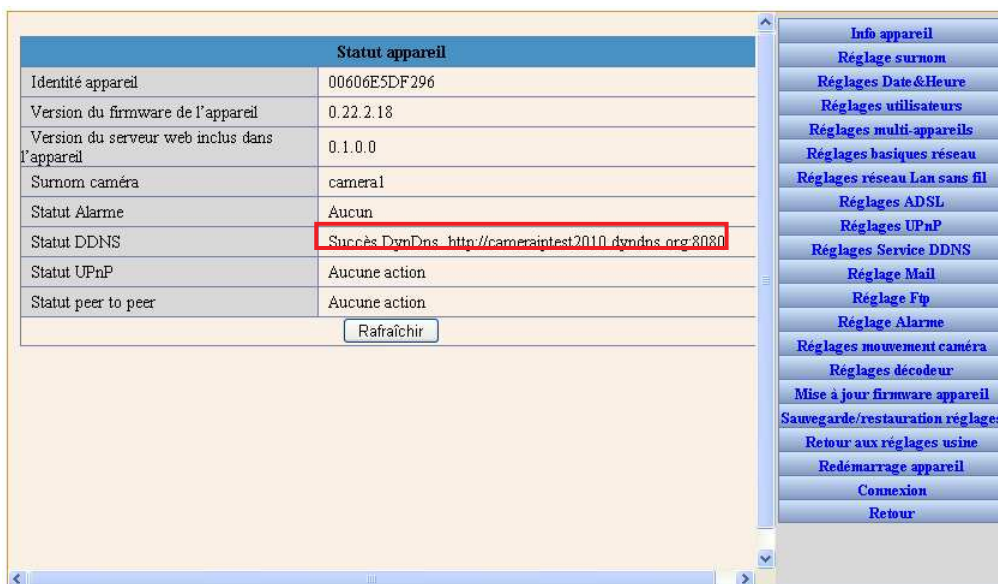 Statut appareil
Identité appareil 00606E5DF296
Version du firmware de l'appareil 0.22.2.18
Version du serveur web inclus dans
l'appareil 0.1.0.0
Surnom caméra camera1
Statut Alarme Aucun
Statut DDNS Succès DynDns http://cameraiptest2010.dyndns.org:8080
Statut UPnP Aucune action
Statut peer to peer Aucune action
Rafraîchir
Info appareil
Réglage surnom
Réglages Date&Heure
Réglages utilisateurs
Réglages multi-appareils
Réglages basiques réseau
Réglages réseau Lan sans fil
Réglages ADSL
Réglages UPnP
Réglages Service DDNS
Réglage Mail
Réglage Ftp
Réglage Alarme
Réglages mouvement caméra
Réglages décodeur
Mise à jour firmware appareil
Sauvegarde/restauration réglages
Retour aux réglages usine
Redémarrage appareil
Connexion
Retour